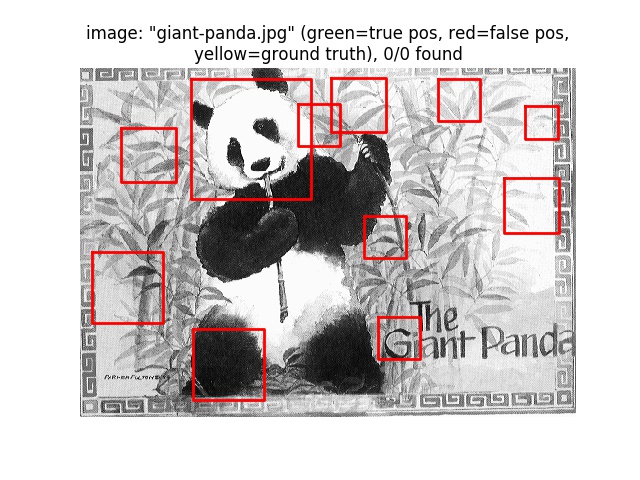 image: "giant-panda.jpg" (green=true pos, red=false pos,
yellow=ground truth), 0/0 found
The
Giant Panda